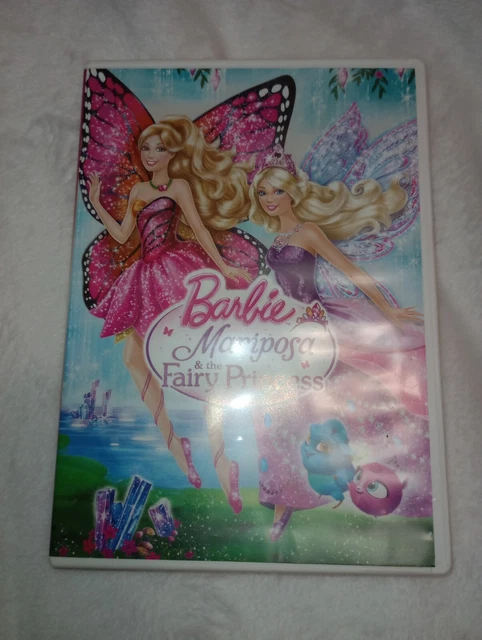 Barbie
Mariposa
& the
Fairy Princess